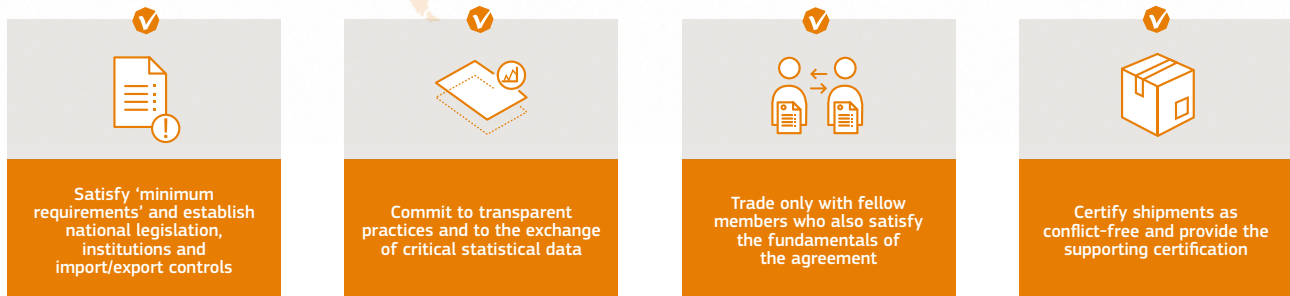 Satisfy ‘minimum
requirements’ and establish
national legislation,
institutions and
import/export controls
Commit to transparent
practices and to the exchange
of critical statistical data
Trade only with fellow
members who also satisfy
the fundamentals of
the agreement
Certify shipments as
conflict-free and provide the
supporting certification